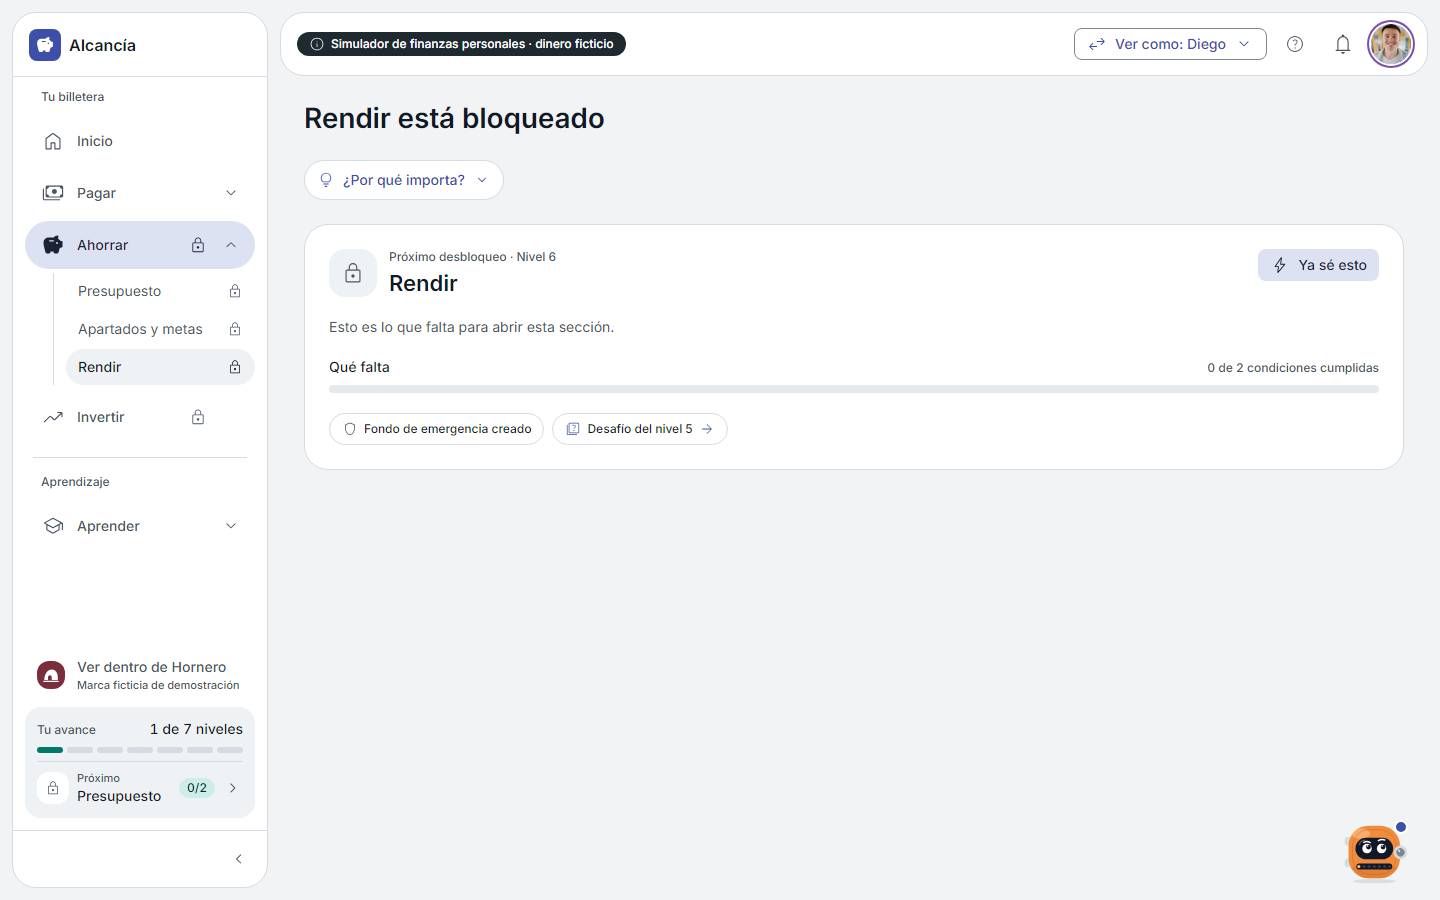 Alcancía
Tu billetera
Inicio
Pagar
Ahorrar
Presupuesto
Apartados y metas
Rendir
Invertir
Aprendizaje
Aprender
Ver dentro de Hornero
Marca ficticia de demostración
Tu avance
1 de 7 niveles
Próximo
Presupuesto
0/2
Simulador de finanzas personales · dinero ficticio
Ver como: Diego
Rendir está bloqueado
¿Por qué importa?
Próximo desbloqueo · Nivel 6
Rendir
Ya sé esto
Esto es lo que falta para abrir esta sección.
Qué falta
0 de 2 condiciones cumplidas
Fondo de emergencia creado
Desafío del nivel 5